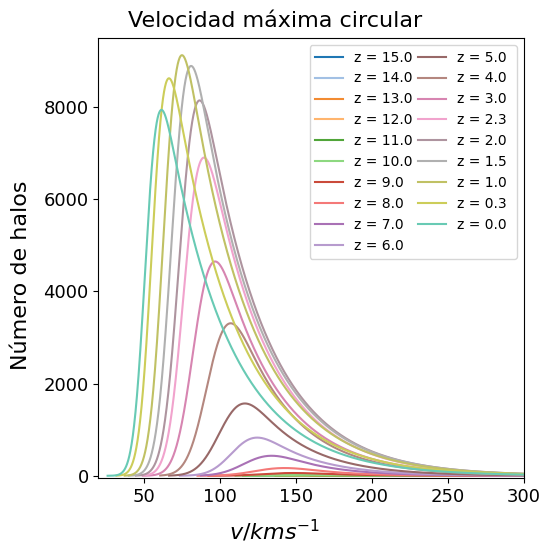 Velocidad máxima circular
Número de halos
8000
6000
4000
2000
0
z = 15.0
z = 14.0
z = 13.0
z = 12.0
z = 11.0
z = 10.0
z = 9.0
z = 8.0
z = 7.0
z = 6.0
z = 5.0
z = 4.0
z = 3.0
z = 2.3
z = 2.0
z = 1.5
z = 1.0
z = 0.3
z = 0.0
50
100
150
200
250
300
v/kms⁻¹